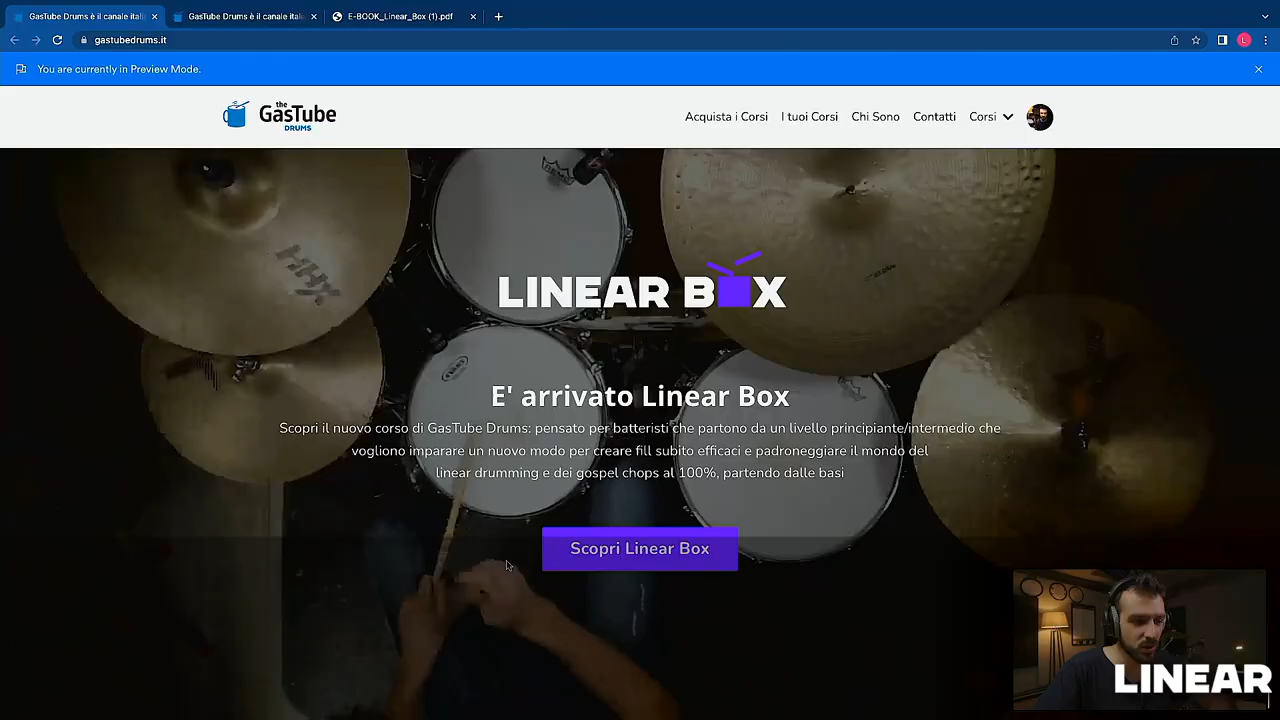 GasTube Drums è il canale itali
GasTube Drums è il canale itali
E-BOOK_Linear_Box (1).pdf
gastubedrums.it
L
You are currently in Preview Mode.
the
GasTube
DRUMS
Acquista i Corsi
I tuoi Corsi
Chi Sono
Contatti
Corsi
REMO
HHX
LINEAR BOX
E' arrivato Linear Box
Scopri il nuovo corso di GasTube Drums: pensato per batteristi che partono da un livello principiante/intermedio che
vogliono imparare un nuovo modo per creare fill subito efficaci e padroneggiare il mondo del
linear drumming e dei gospel chops al 100%, partendo dalle basi
Scopri Linear Box
LINEAR